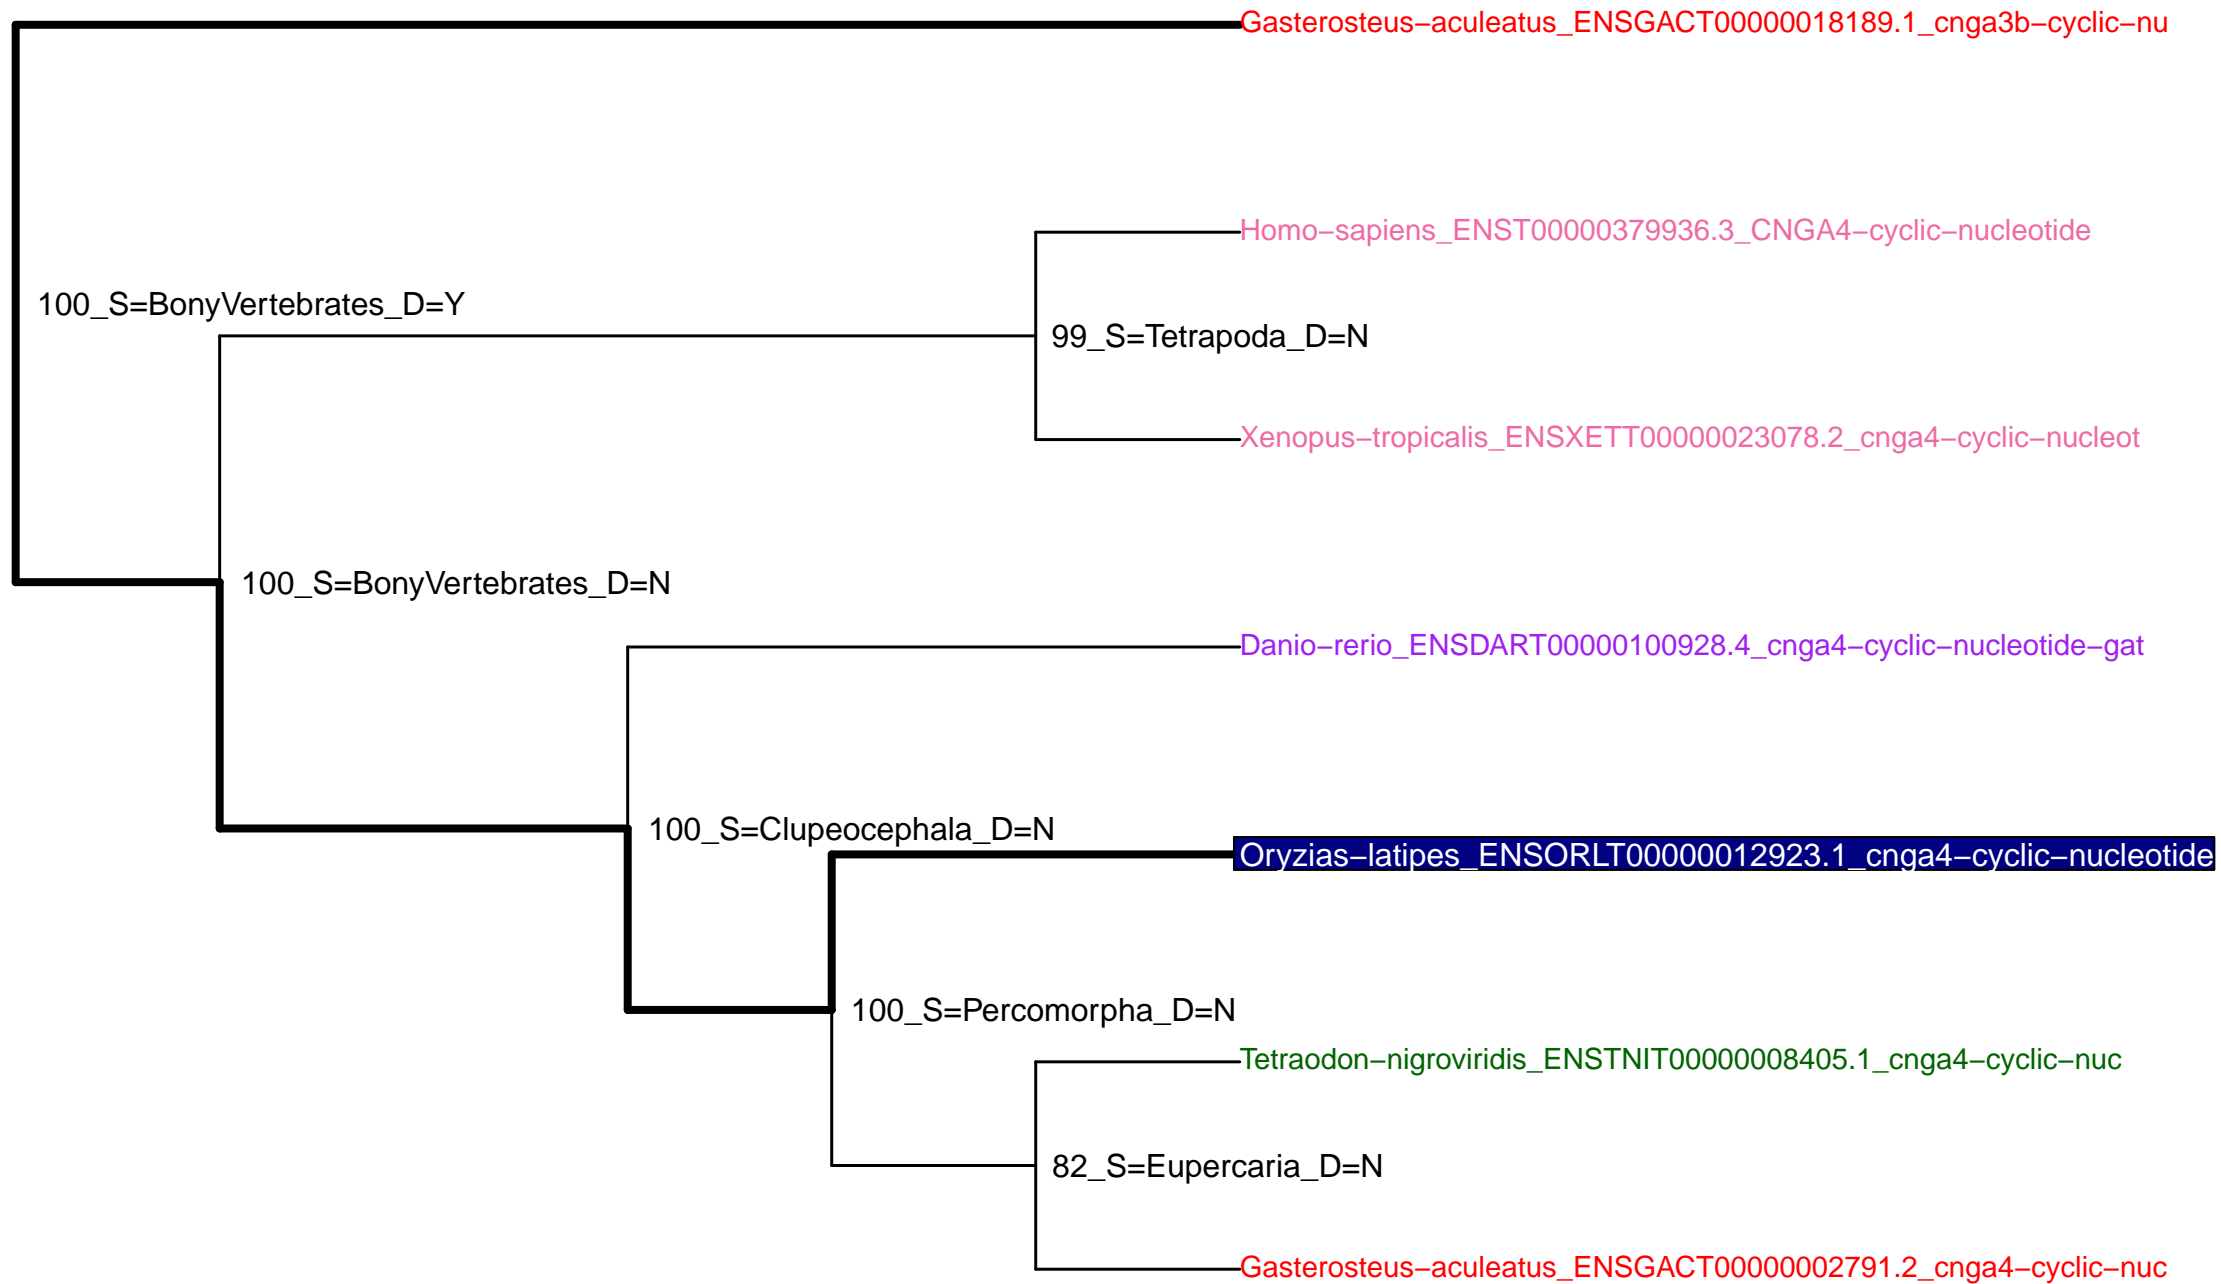 Gasterosteus−aculeatus_ENSGACT00000018189.1_cnga3b−cyclic−nu
Homo−sapiens_ENST00000379936.3_CNGA4−cyclic−nucleotide
100_S=BonyVertebrates_D=Y
99_S=Tetrapoda_D=N
Xenopus−tropicalis_ENSXETT00000023078.2_cnga4−cyclic−nucleot
100_S=BonyVertebrates_D=N
Danio−rerio_ENSDART00000100928.4_cnga4−cyclic−nucleotide−gat
100_S=Clupeocephala_D=N
Oryzias−latipes_ENSORLT00000012923.1_cnga4−cyclic−nucleotide
100_S=Percomorpha_D=N
Tetraodon−nigroviridis_ENSTNIT00000008405.1_cnga4−cyclic−nuc
82_S=Eupercaria_D=N
Gasterosteus−aculeatus_ENSGACT00000002791.2_cnga4−cyclic−nuc